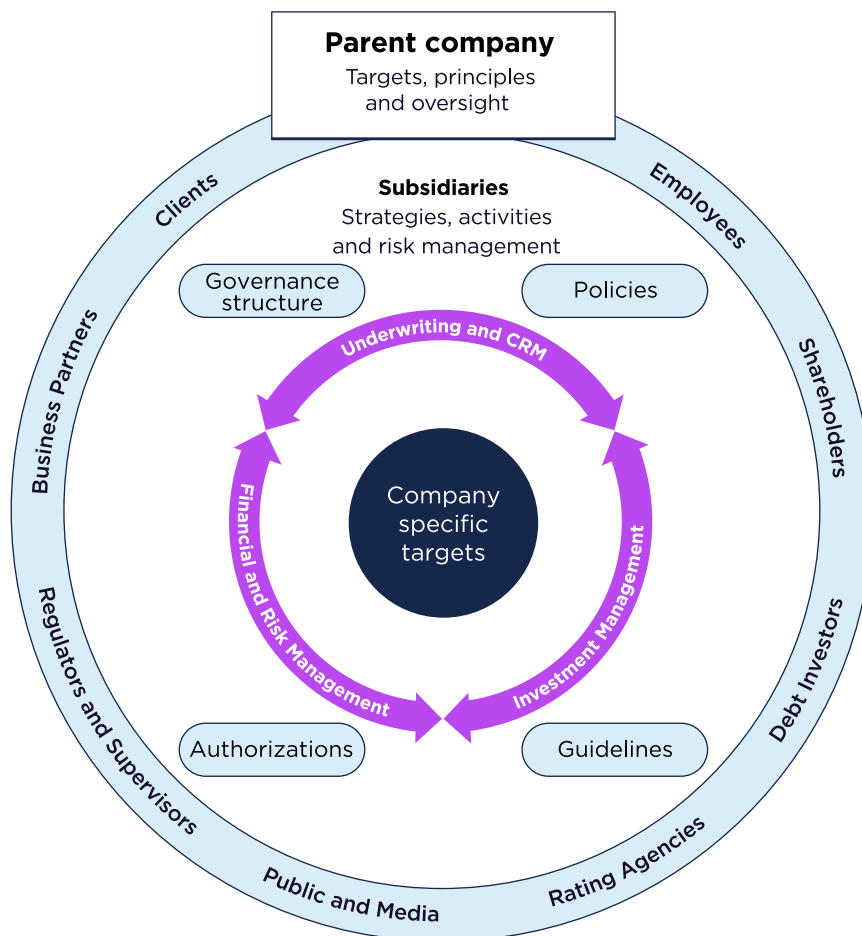 Parent company
Targets, principles
and oversight
Clients
Employees
Subsidiaries
Strategies, activities
and risk management
Governance
structure
Policies
Underwriting and CRM
Business Partners
Shareholders
Company
specific
targets
Financial and Risk Management
Investment Management
Regulators and Supervisors
Debt Investors
Authorizations
Guidelines
Public and Media
Rating Agencies